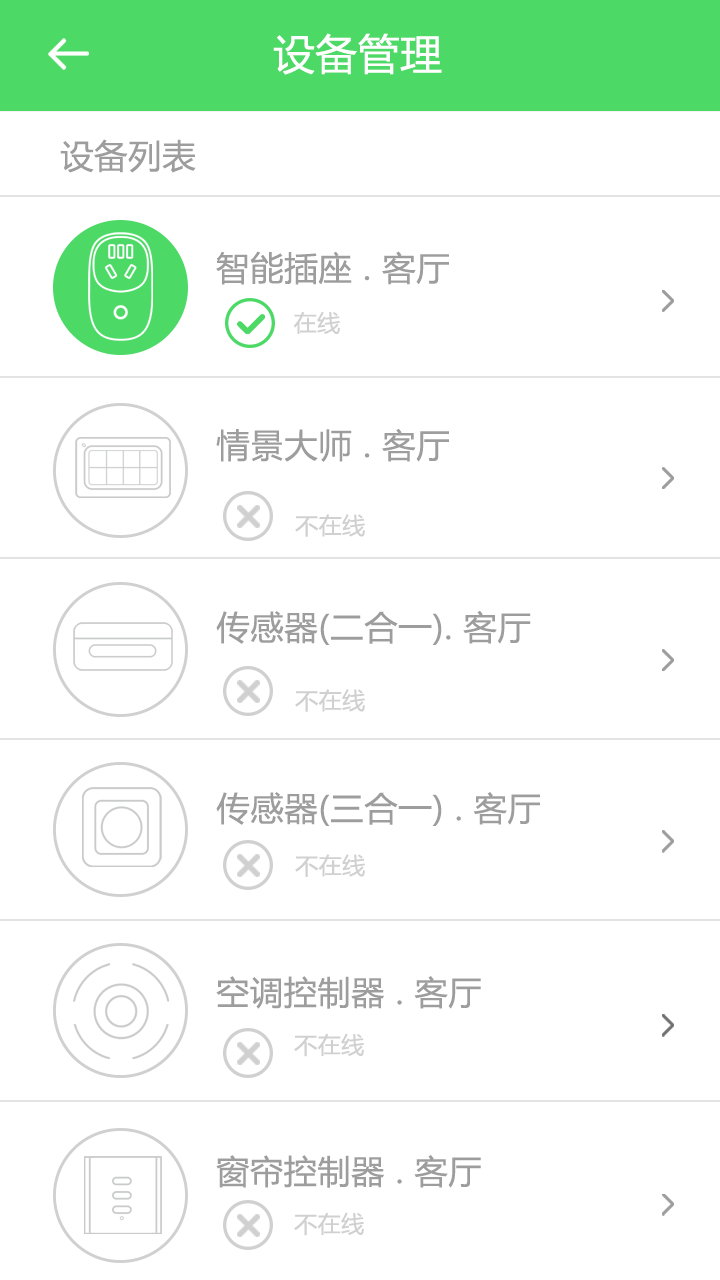 设备管理
设备列表
智能插座 . 客厅
在线
情景大师 . 客厅
不在线
传感器(二合一). 客厅
不在线
传感器(三合一) . 客厅
不在线
空调控制器 . 客厅
不在线
窗帘控制器 . 客厅
不在线